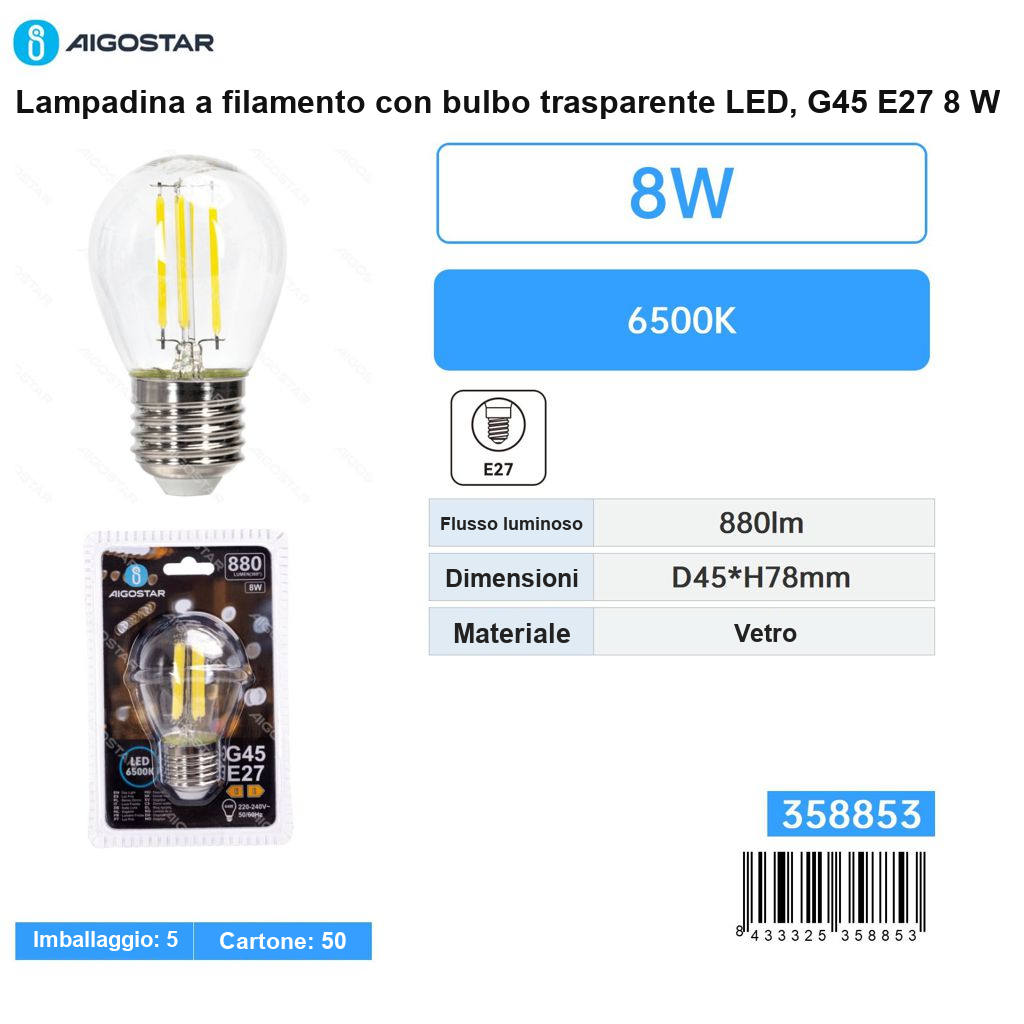 AIGOSTAR
Lampadina a filamento con bulbo trasparente LED, G45 E27 8 W
8W
6500K
E27
Flusso luminoso 880lm
Dimensioni D45*H78mm
Materiale Vetro
AIGOSTAR
880
8W
G45
E27
LED
6500K
220-240V~
50/60Hz
358853
8 433325 358853
Imballaggio: 5
Cartone: 50